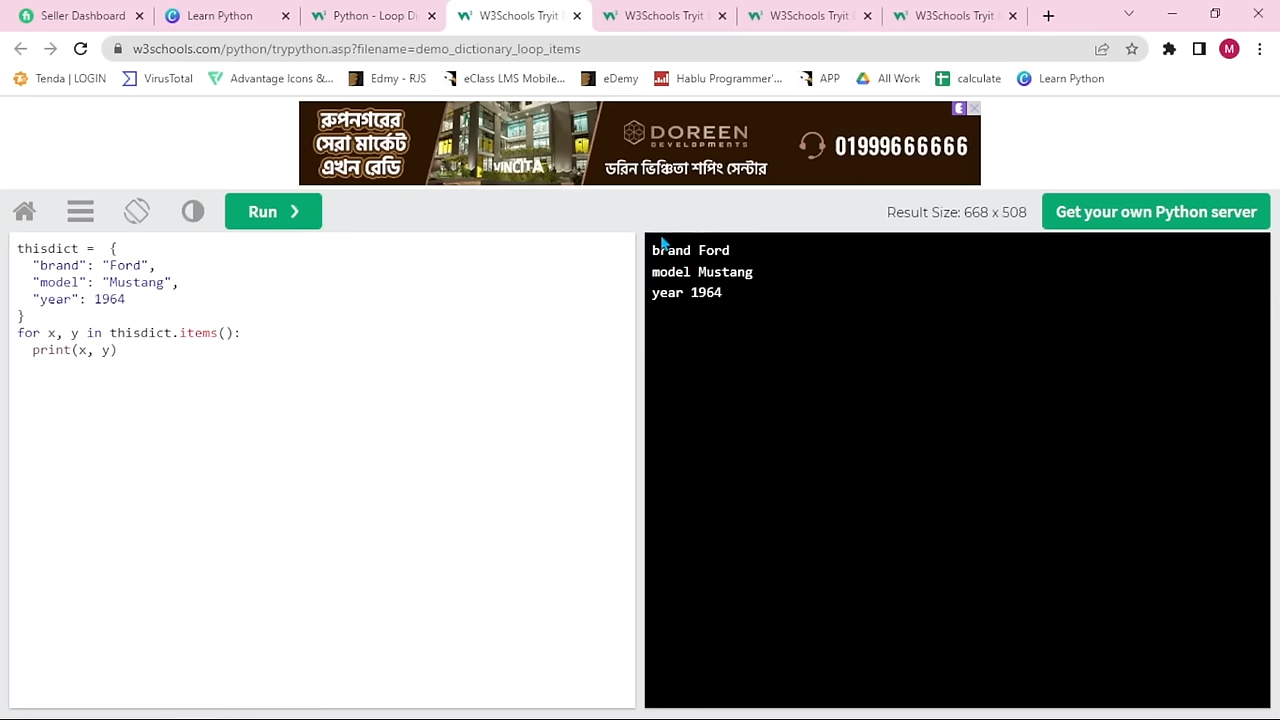 Seller Dashboard
Learn Python
Python - Loop Di
W3Schools Tryit E
W3Schools Tryit E
W3Schools Tryit E
W3Schools Tryit
w3schools.com/python/trypython.asp?filename=demo_dictionary_loop_items
M
Tenda | LOGIN
VirusTotal
Advantage Icons &...
Edmy - RJS
eClass LMS Mobile...
eDemy
Hablu Programmer'...
APP
All Work
calculate
Learn Python
রুপনগরের
সেরা মার্কেট
এখন রেডি
VINCITA
DOREEN
DEVELOPMENTS
ডরিন ভিঞ্চিতা শপিং সেন্টার
01999666666
Run ❯
Result Size: 668 x 508
Get your own Python server
thisdict =  {
  "brand": "Ford",
  "model": "Mustang",
  "year": 1964
}
for x, y in thisdict.items():
  print(x, y)
brand Ford
model Mustang
year 1964